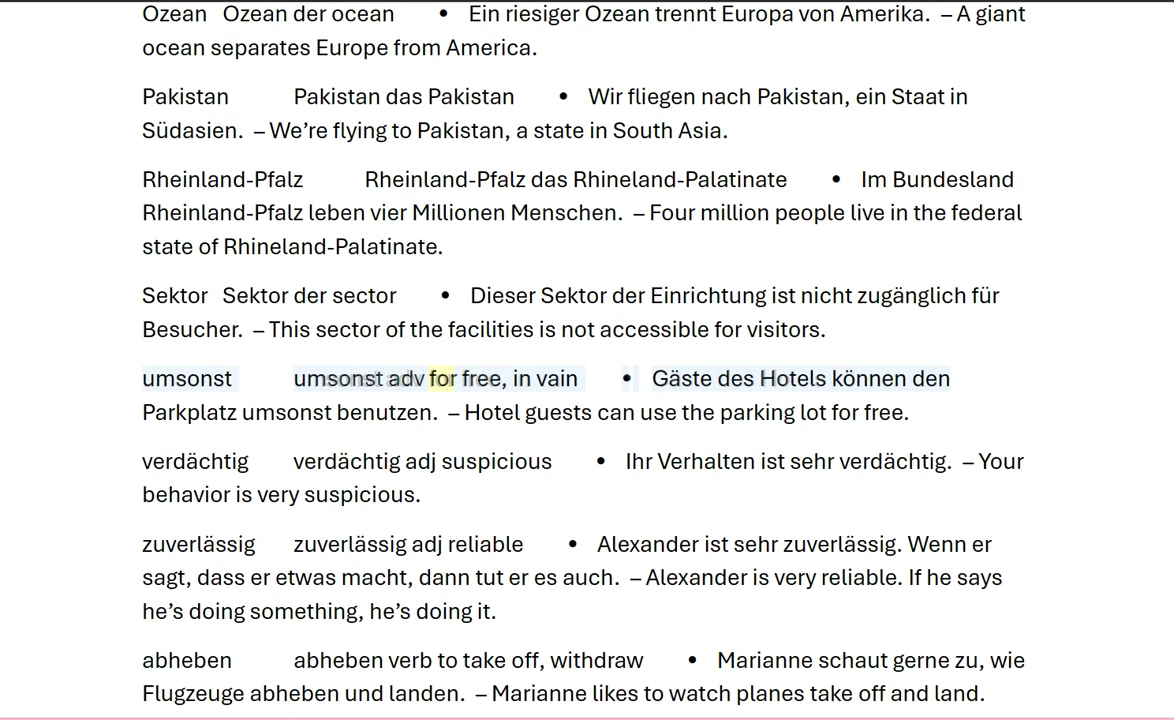 Ozean Ozean der ocean • Ein riesiger Ozean trennt Europa von Amerika. – A giant
ocean separates Europe from America.
Pakistan Pakistan das Pakistan • Wir fliegen nach Pakistan, ein Staat in
Südasien. – We’re flying to Pakistan, a state in South Asia.
Rheinland-Pfalz Rheinland-Pfalz das Rhineland-Palatinate • Im Bundesland
Rheinland-Pfalz leben vier Millionen Menschen. – Four million people live in the federal
state of Rhineland-Palatinate.
Sektor Sektor der sector • Dieser Sektor der Einrichtung ist nicht zugänglich für
Besucher. – This sector of the facilities is not accessible for visitors.
umsonst umsonst adv for free, in vain • Gäste des Hotels können den
Parkplatz umsonst benutzen. – Hotel guests can use the parking lot for free.
verdächtig verdächtig adj suspicious • Ihr Verhalten ist sehr verdächtig. – Your
behavior is very suspicious.
zuverlässig zuverlässig adj reliable • Alexander ist sehr zuverlässig. Wenn er
sagt, dass er etwas macht, dann tut er es auch. – Alexander is very reliable. If he says
he’s doing something, he’s doing it.
abheben abheben verb to take off, withdraw • Marianne schaut gerne zu, wie
Flugzeuge abheben und landen. – Marianne likes to watch planes take off and land.